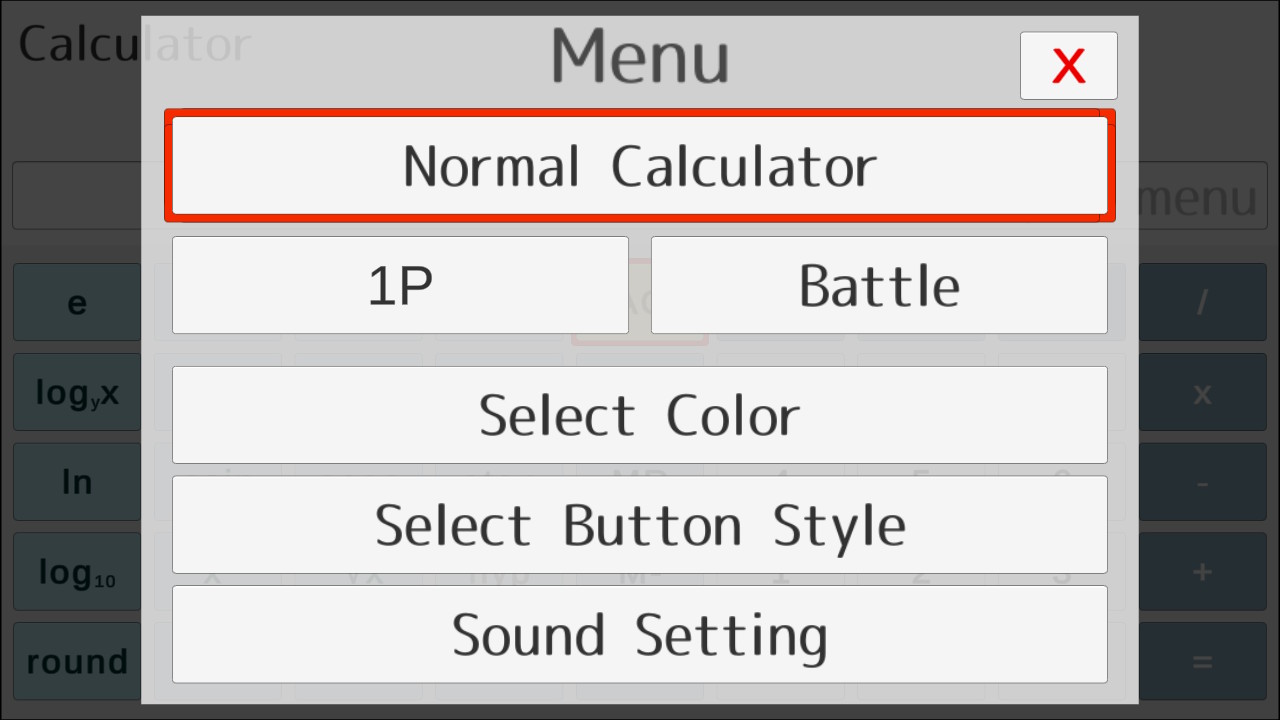 Calculator
Menu
X
Normal Calculator
menu
1P
Battle
e
/
Select Color
logyx
x
Select Button Style
ln
-
log10
+
Sound Setting
round
=